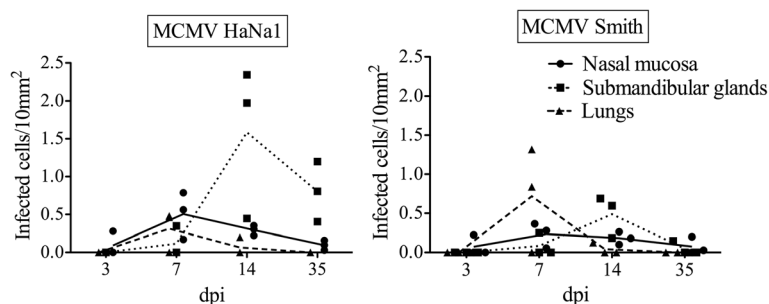 MCMV HaNa1
Infected cells/10mm²
2.5
2.0
1.5
1.0
0.5
0.0
3 7 14 35
dpi
MCMV Smith
Nasal mucosa
Submandibular glands
Lungs
Infected cells/10mm²
2.5
2.0
1.5
1.0
0.5
0.0
3 7 14 35
dpi